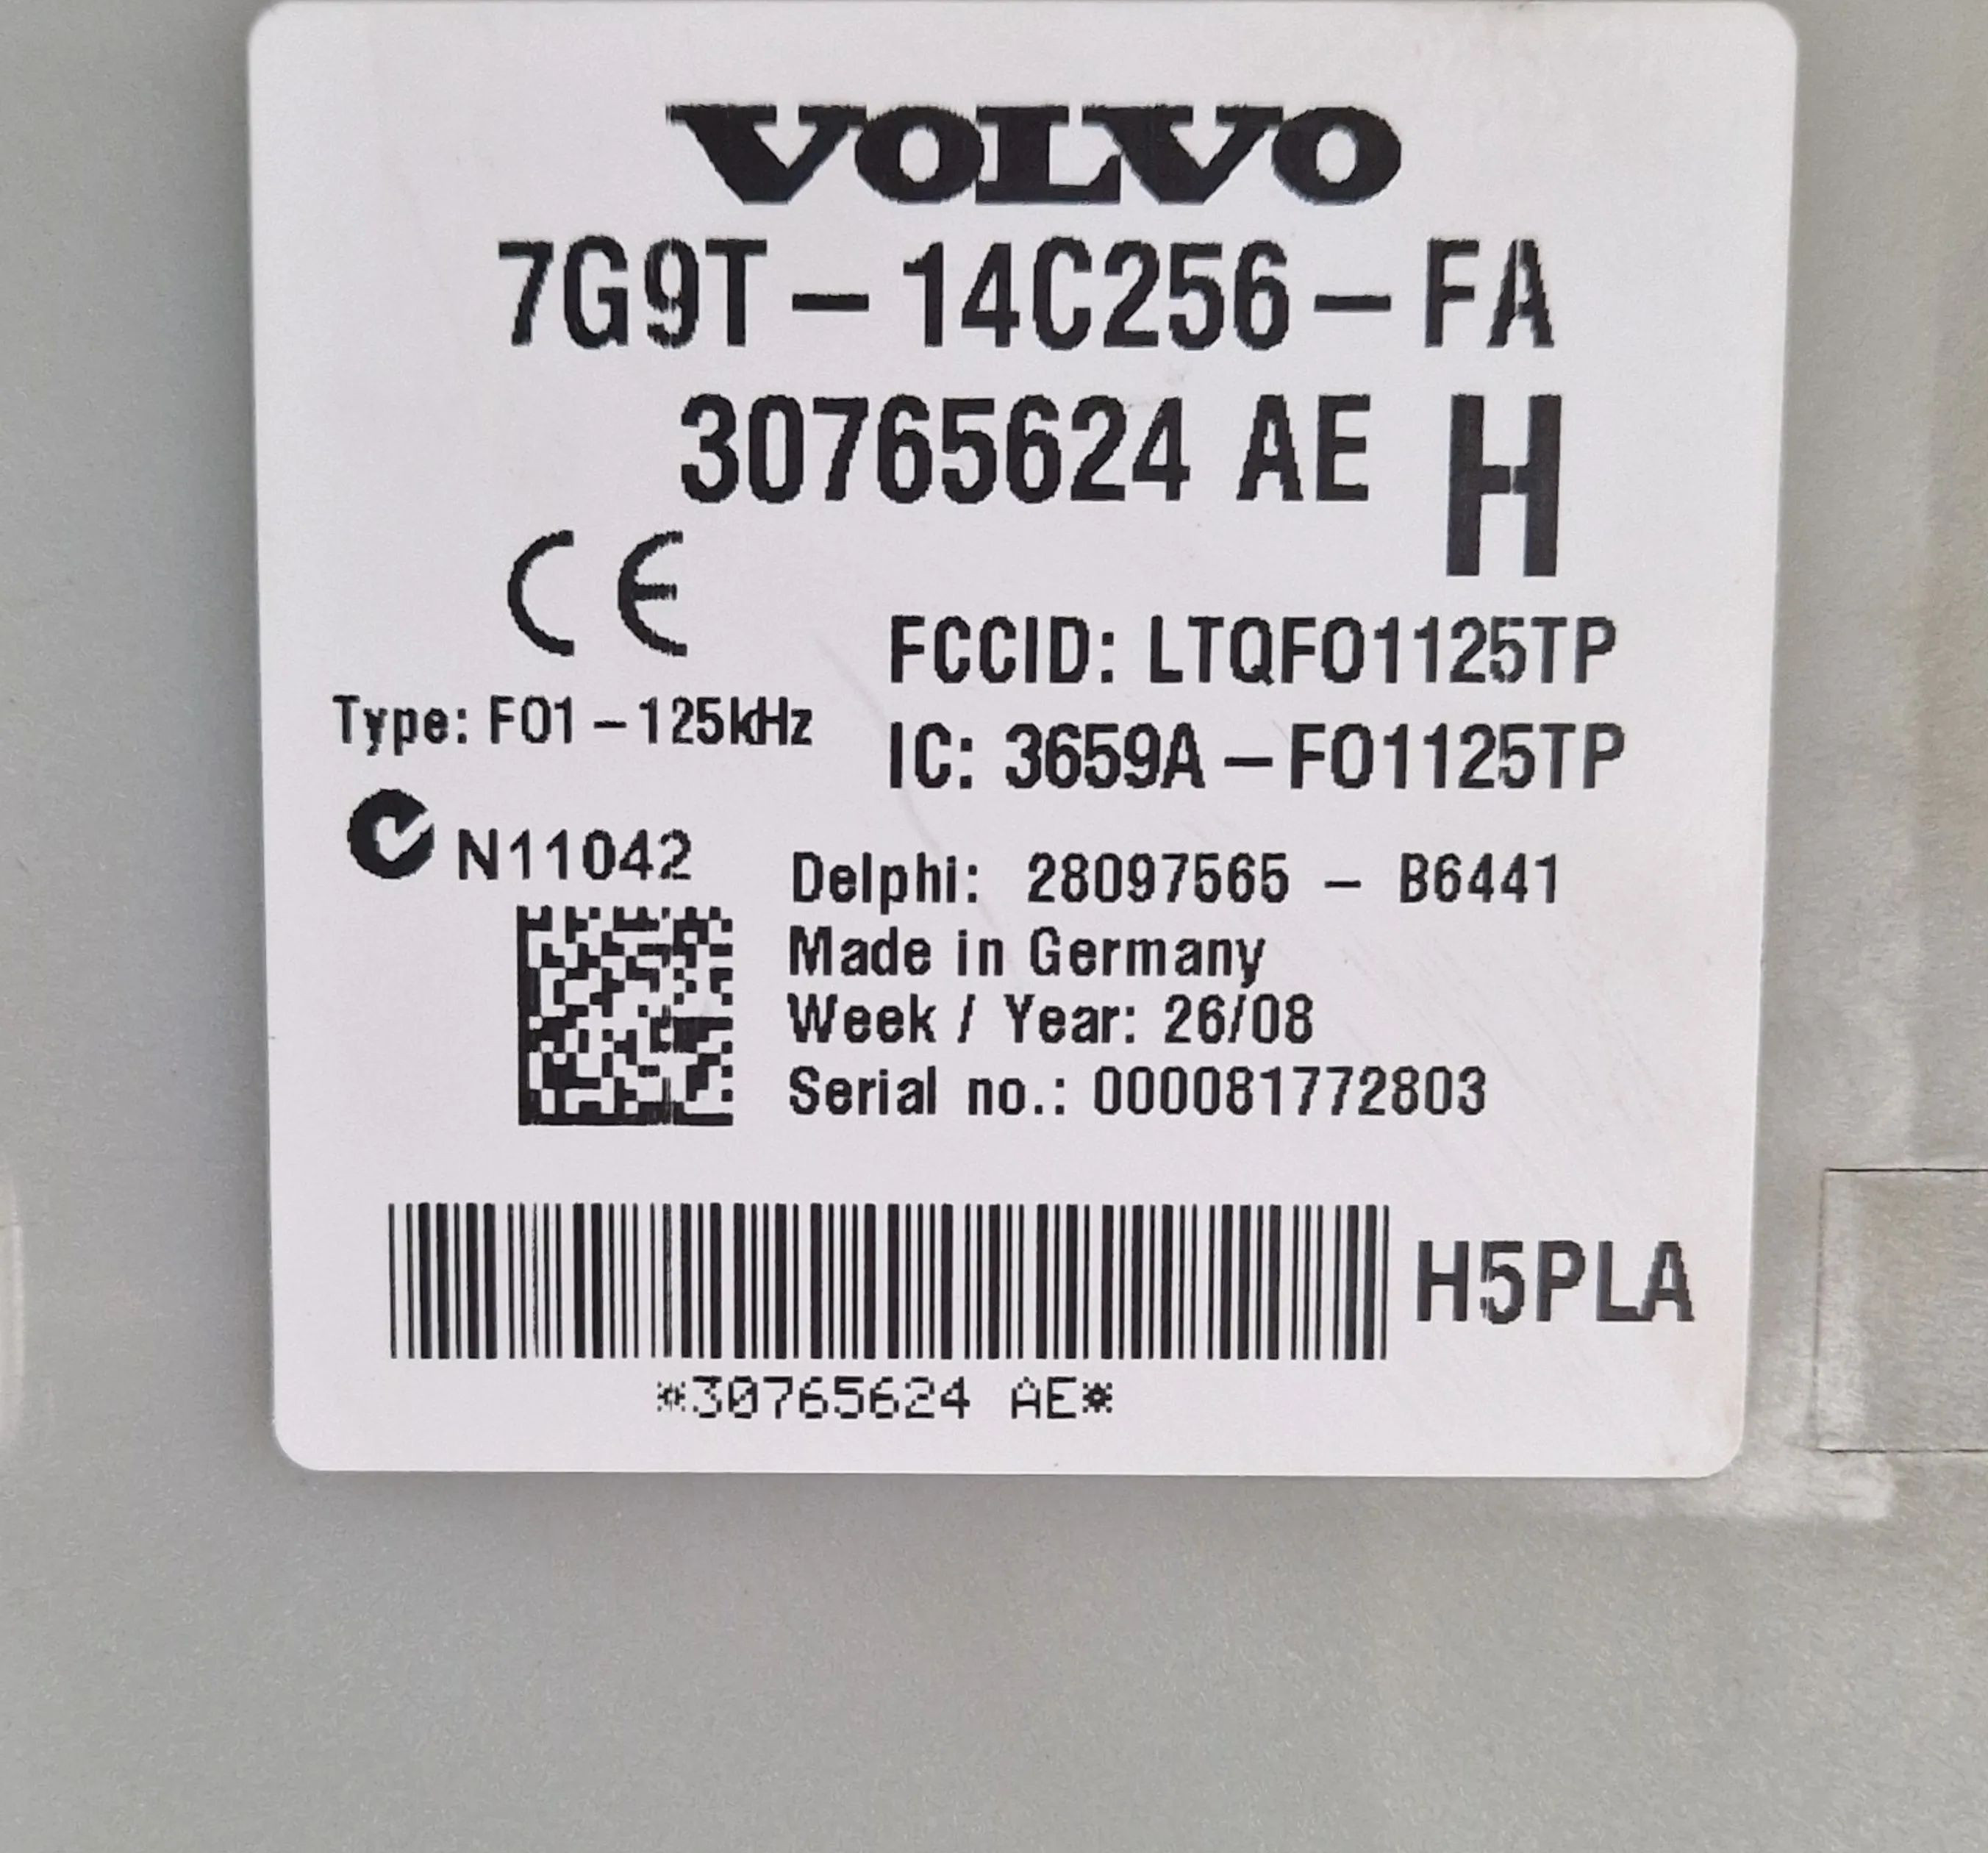 VOLVO
7G9T-14C256-FA
30765624 AE H
CE
FCCID: LTQFO1125TP
Type: FO1-125kHz
IC: 3659A-FO1125TP
N11042
Delphi: 28097565 - B6441
Made in Germany
Week / Year: 26/08
Serial no.: 000081772803
H5PLA
*30765624 AE*